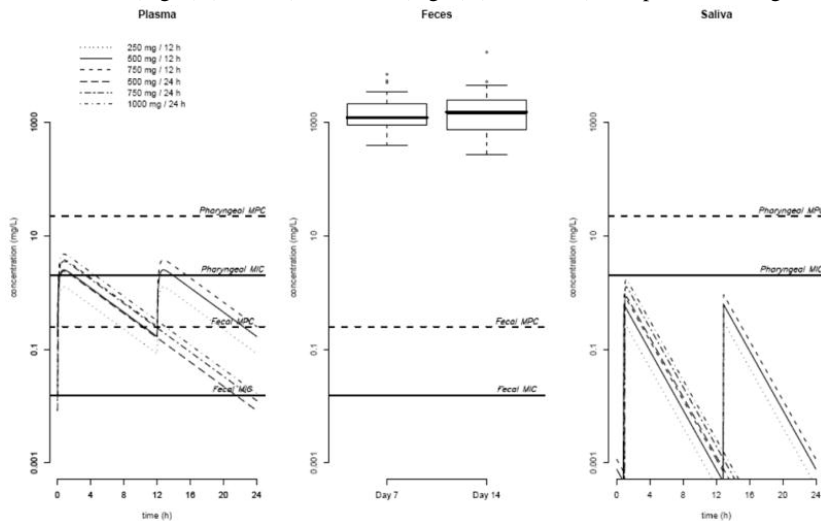 Plasma
Feces
Saliva
250 mg / 12 h
500 mg / 12 h
750 mg / 12 h
500 mg / 24 h
750 mg / 24 h
1000 mg / 24 h
concentration (mg/L)
1000
10
0.1
0.001
Pharyngeal MPC
Pharyngeal MIC
Fecal MPC
Fecal MIC
0 4 8 12 16 20 24
time (h)
concentration (mg/L)
1000
10
0.1
0.001
Fecal MPC
Fecal MIC
Day 7
Day 14
concentration (mg/L)
1000
10
0.1
0.001
Pharyngeal MPC
Pharyngeal MIC
0 4 8 12 16 20 24
time (h)